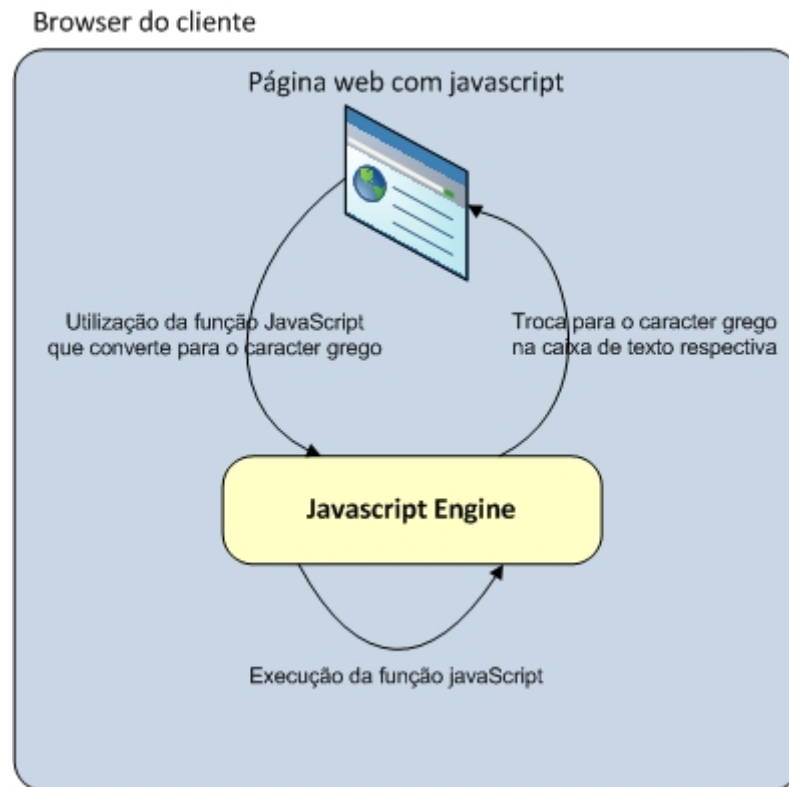 Browser do cliente
Página web com javascript
Utilização da função JavaScript
que converte para o caracter grego
Troca para o caracter grego
na caixa de texto respectiva
Javascript Engine
Execução da função javaScript